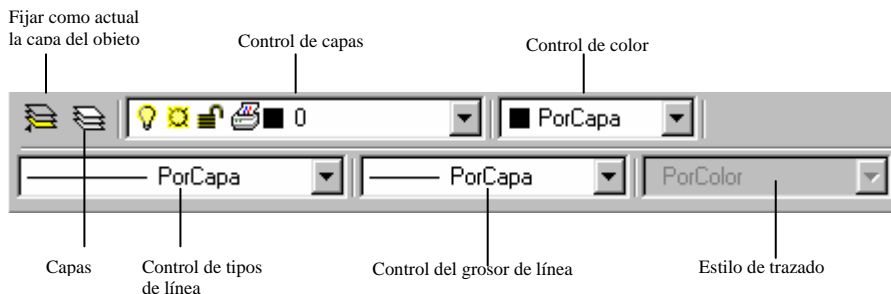 Fijar como actual
la capa del objeto
Control de capas
Control de color
0
PorCapa
PorCapa
PorCapa
PorColor
Capas
Control de tipos
de línea
Control del grosor de línea
Estilo de trazado